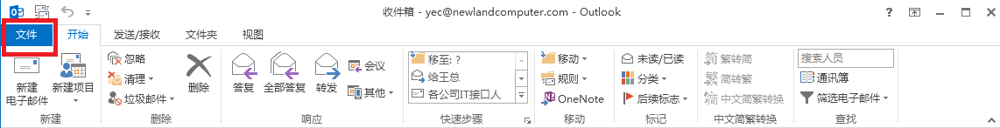 收件箱 - yec@newlandcomputer.com - Outlook
文件 开始 发送/接收 文件夹 视图
新建
电子邮件
新建项目
忽略
清理
垃圾邮件
删除
答复
全部答复
转发
会议
其他
移至: ?
给王总
各公司IT接口人
移动
规则
OneNote
未读/已读
分类
后续标志
繁转简
简转繁
中文简繁转换
搜索人员
通讯簿
筛选电子邮件
新建 删除 响应 快速步骤 移动 标记 中文简繁转换 查找